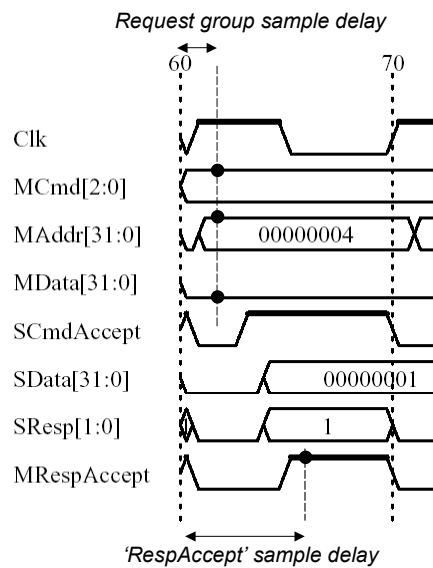 Request group sample delay
60 70
Clk
MCmd[2:0]
MAddr[31:0] 00000004
MData[31:0]
SCmdAccept
SData[31:0] 00000001
SResp[1:0] 1
MRespAccept
‘RespAccept’ sample delay